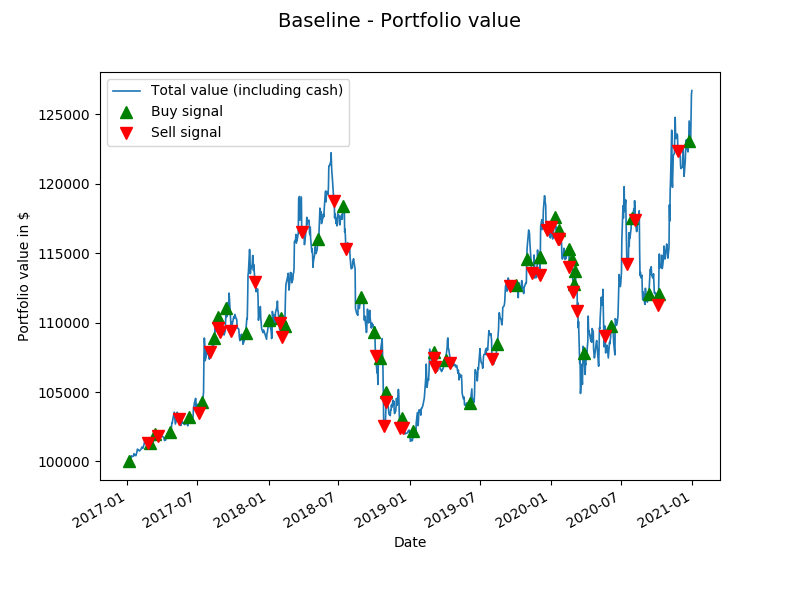 Baseline - Portfolio value
Total value (including cash)
Buy signal
Sell signal
Portfolio value in $
125000
120000
115000
110000
105000
100000
2017-01
2017-07
2018-01
2018-07
2019-01
2019-07
2020-01
2020-07
2021-01
Date